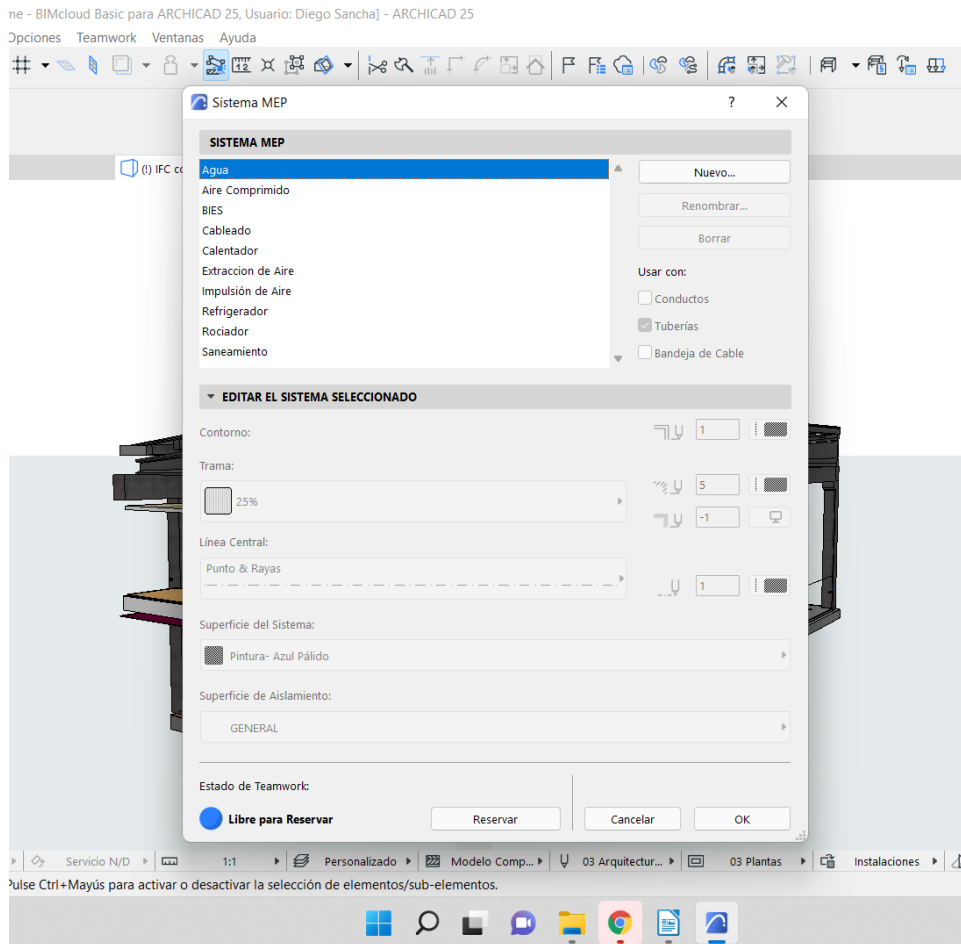 ne - BIMcloud Basic para ARCHICAD 25, Usuario: Diego Sancha] - ARCHICAD 25
Opciones Teamwork Ventanas Ayuda
Sistema MEP ?
SISTEMA MEP
(!) IFC co
Agua
Nuevo...
Aire Comprimido
BIES
Renombrar...
Cableado
Borrar
Calentador
Extraccion de Aire
Usar con:
Impulsión de Aire
Conductos
Refrigerador
Rociador
Tuberías
Saneamiento
Bandeja de Cable
EDITAR EL SISTEMA SELECCIONADO
Contorno:
1
Trama:
25%
5
-1
Línea Central:
Punto & Rayas
1
Superficie del Sistema:
Pintura- Azul Pálido
Superficie de Aislamiento:
GENERAL
Estado de Teamwork:
Libre para Reservar
Reservar
Cancelar
OK
Servicio N/D 1:1 Personalizado Modelo Comp... 03 Arquitectur... 03 Plantas Instalaciones
Pulse Ctrl+Mayús para activar o desactivar la selección de elementos/sub-elementos.